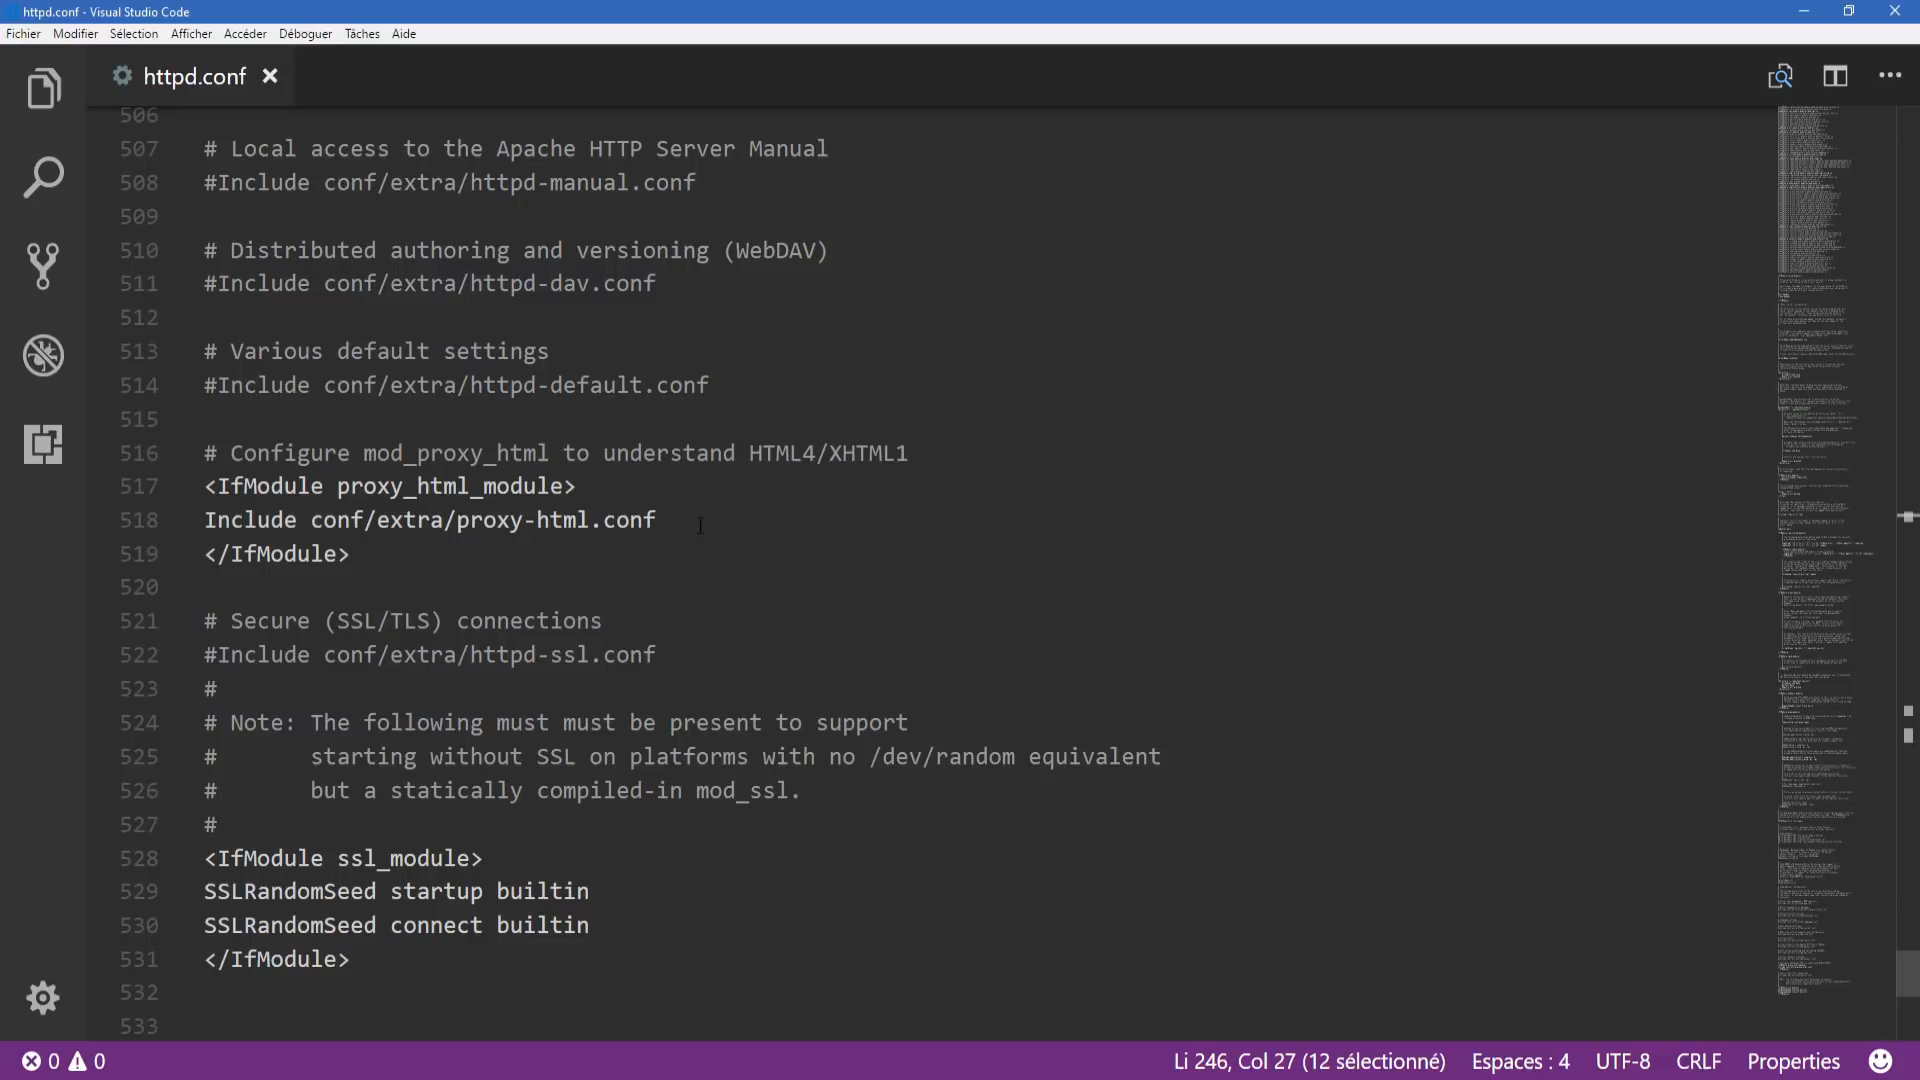 httpd.conf - Visual Studio Code
Fichier Modifier Sélection Afficher Accéder Déboguer Tâches Aide
httpd.conf
506
507 # Local access to the Apache HTTP Server Manual
508 #Include conf/extra/httpd-manual.conf
509
510 # Distributed authoring and versioning (WebDAV)
511 #Include conf/extra/httpd-dav.conf
512
513 # Various default settings
514 #Include conf/extra/httpd-default.conf
515
516 # Configure mod_proxy_html to understand HTML4/XHTML1
517 <IfModule proxy_html_module>
518 Include conf/extra/proxy-html.conf
519 </IfModule>
520
521 # Secure (SSL/TLS) connections
522 #Include conf/extra/httpd-ssl.conf
523 #
524 # Note: The following must must be present to support
525 #       starting without SSL on platforms with no /dev/random equivalent
526 #       but a statically compiled-in mod_ssl.
527 #
528 <IfModule ssl_module>
529 SSLRandomSeed startup builtin
530 SSLRandomSeed connect builtin
531 </IfModule>
532
533
0 0 Li 246, Col 27 (12 sélectionné) Espaces : 4 UTF-8 CRLF Properties